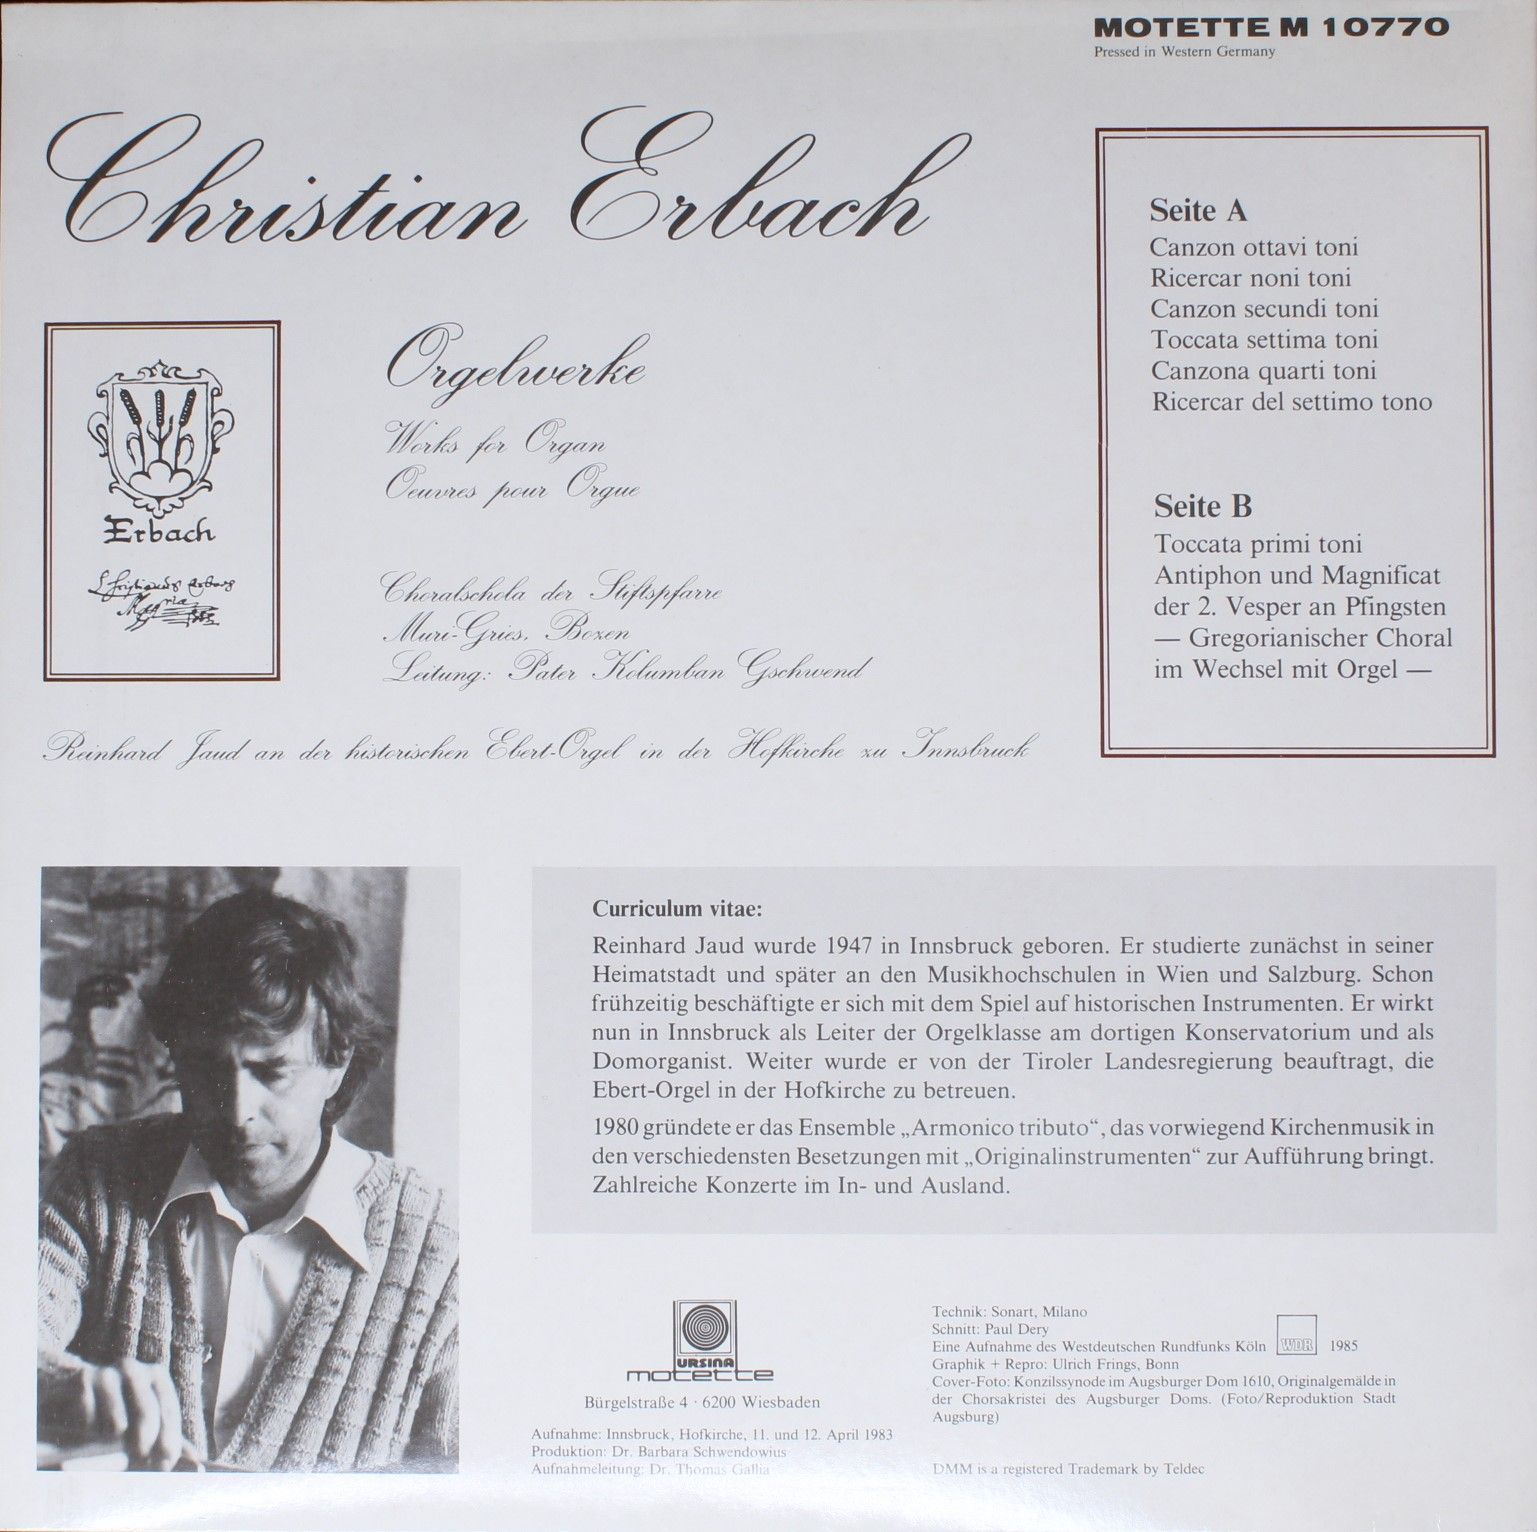 MOTETTE M 10770
Pressed in Western Germany
Christian Erbach
Erbach
Orgelwerke
Works for Organ
Oeuvres pour Orgue
Choralschola der Stiftspfarre
Muri-Gries, Bozen
Leitung: Pater Kolumban Gschwend
Reinhard Jaud an der historischen Ebert-Orgel in der Hofkirche zu Innsbruck
Seite A
Canzon ottavi toni
Ricercar noni toni
Canzon secundi toni
Toccata settima toni
Canzona quarti toni
Ricercar del settimo tono
Seite B
Toccata primi toni
Antiphon und Magnificat
der 2. Vesper an Pfingsten
— Gregorianischer Choral
im Wechsel mit Orgel —
Curriculum vitae:
Reinhard Jaud wurde 1947 in Innsbruck geboren. Er studierte zunächst in seiner
Heimatstadt und später an den Musikhochschulen in Wien und Salzburg. Schon
frühzeitig beschäftigte er sich mit dem Spiel auf historischen Instrumenten. Er wirkt
nun in Innsbruck als Leiter der Orgelklasse am dortigen Konservatorium und als
Domorganist. Weiter wurde er von der Tiroler Landesregierung beauftragt, die
Ebert-Orgel in der Hofkirche zu betreuen.
1980 gründete er das Ensemble „Armonico tributo“, das vorwiegend Kirchenmusik in
den verschiedensten Besetzungen mit „Originalinstrumenten“ zur Aufführung bringt.
Zahlreiche Konzerte im In- und Ausland.
URSINA
motette
Bürgelstraße 4 · 6200 Wiesbaden
Aufnahme: Innsbruck, Hofkirche, 11. und 12. April 1983
Produktion: Dr. Barbara Schwendowius
Aufnahmeleitung: Dr. Thomas Gallia
Technik: Sonart, Milano
Schnitt: Paul Dery
Eine Aufnahme des Westdeutschen Rundfunks Köln WDR 1985
Graphik + Repro: Ulrich Frings, Bonn
Cover-Foto: Konzilssynode im Augsburger Dom 1610, Originalgemälde in
der Chorsakristei des Augsburger Doms. (Foto/Reproduktion Stadt
Augsburg)
DMM is a registered Trademark by Teldec